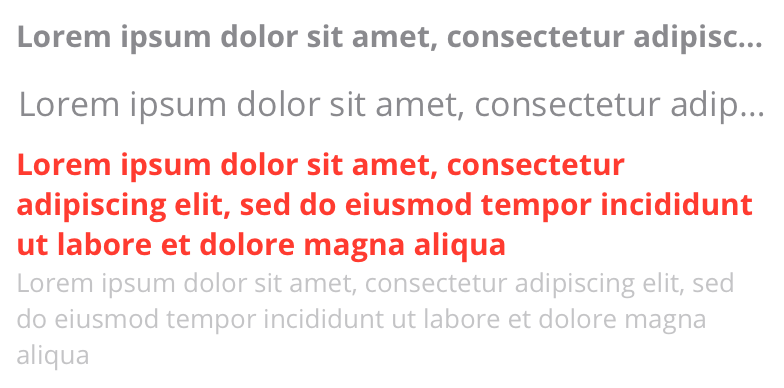 Lorem ipsum dolor sit amet, consectetur adipisc...
Lorem ipsum dolor sit amet, consectetur adip...
Lorem ipsum dolor sit amet, consectetur
adipiscing elit, sed do eiusmod tempor incididunt
ut labore et dolore magna aliqua
Lorem ipsum dolor sit amet, consectetur adipiscing elit, sed
do eiusmod tempor incididunt ut labore et dolore magna
aliqua